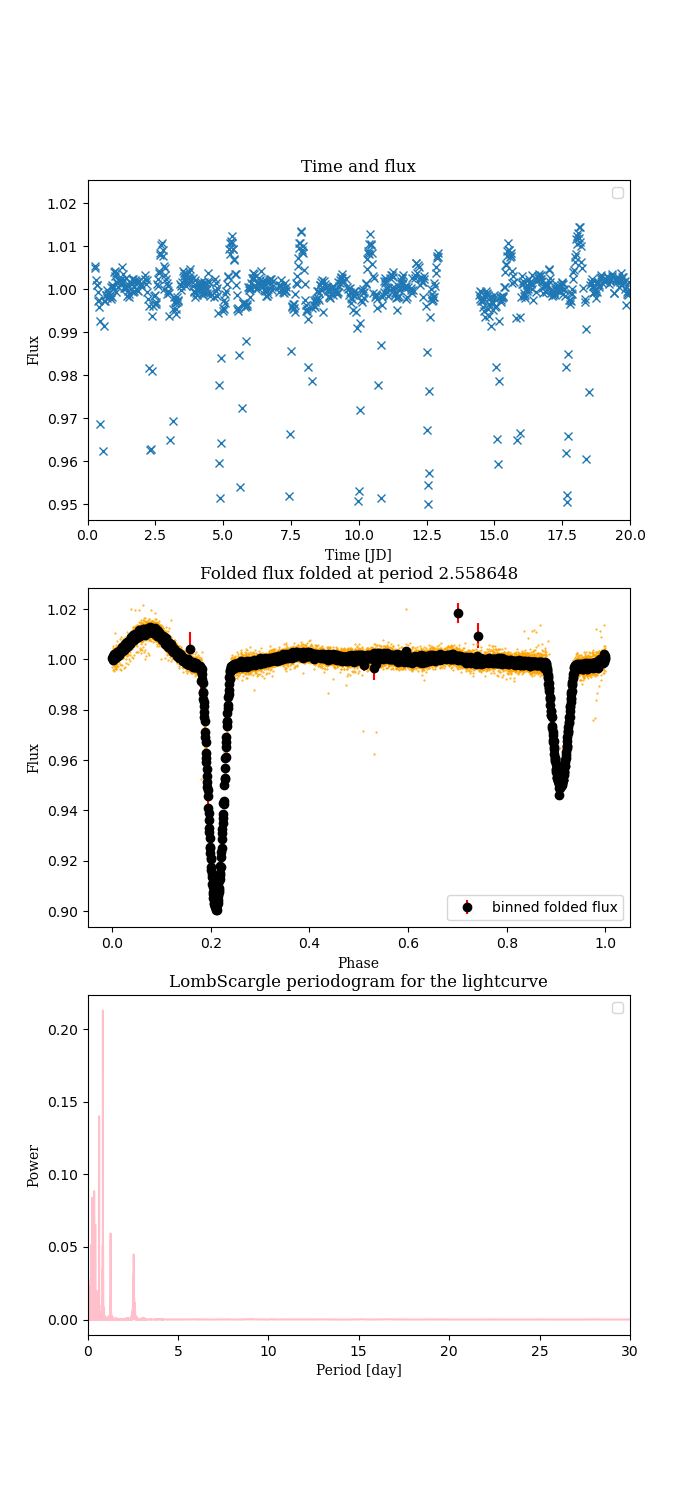 Time and flux
1.02
1.01
1.00
0.99
0.98
0.97
0.96
0.95
Flux
0.0 2.5 5.0 7.5 10.0 12.5 15.0 17.5 20.0
Time [JD]
Folded flux folded at period 2.558648
1.02
1.00
0.98
0.96
0.94
0.92
0.90
Flux
binned folded flux
0.0 0.2 0.4 0.6 0.8 1.0
Phase
LombScargle periodogram for the lightcurve
0.20
0.15
0.10
0.05
0.00
Power
0 5 10 15 20 25 30
Period [day]